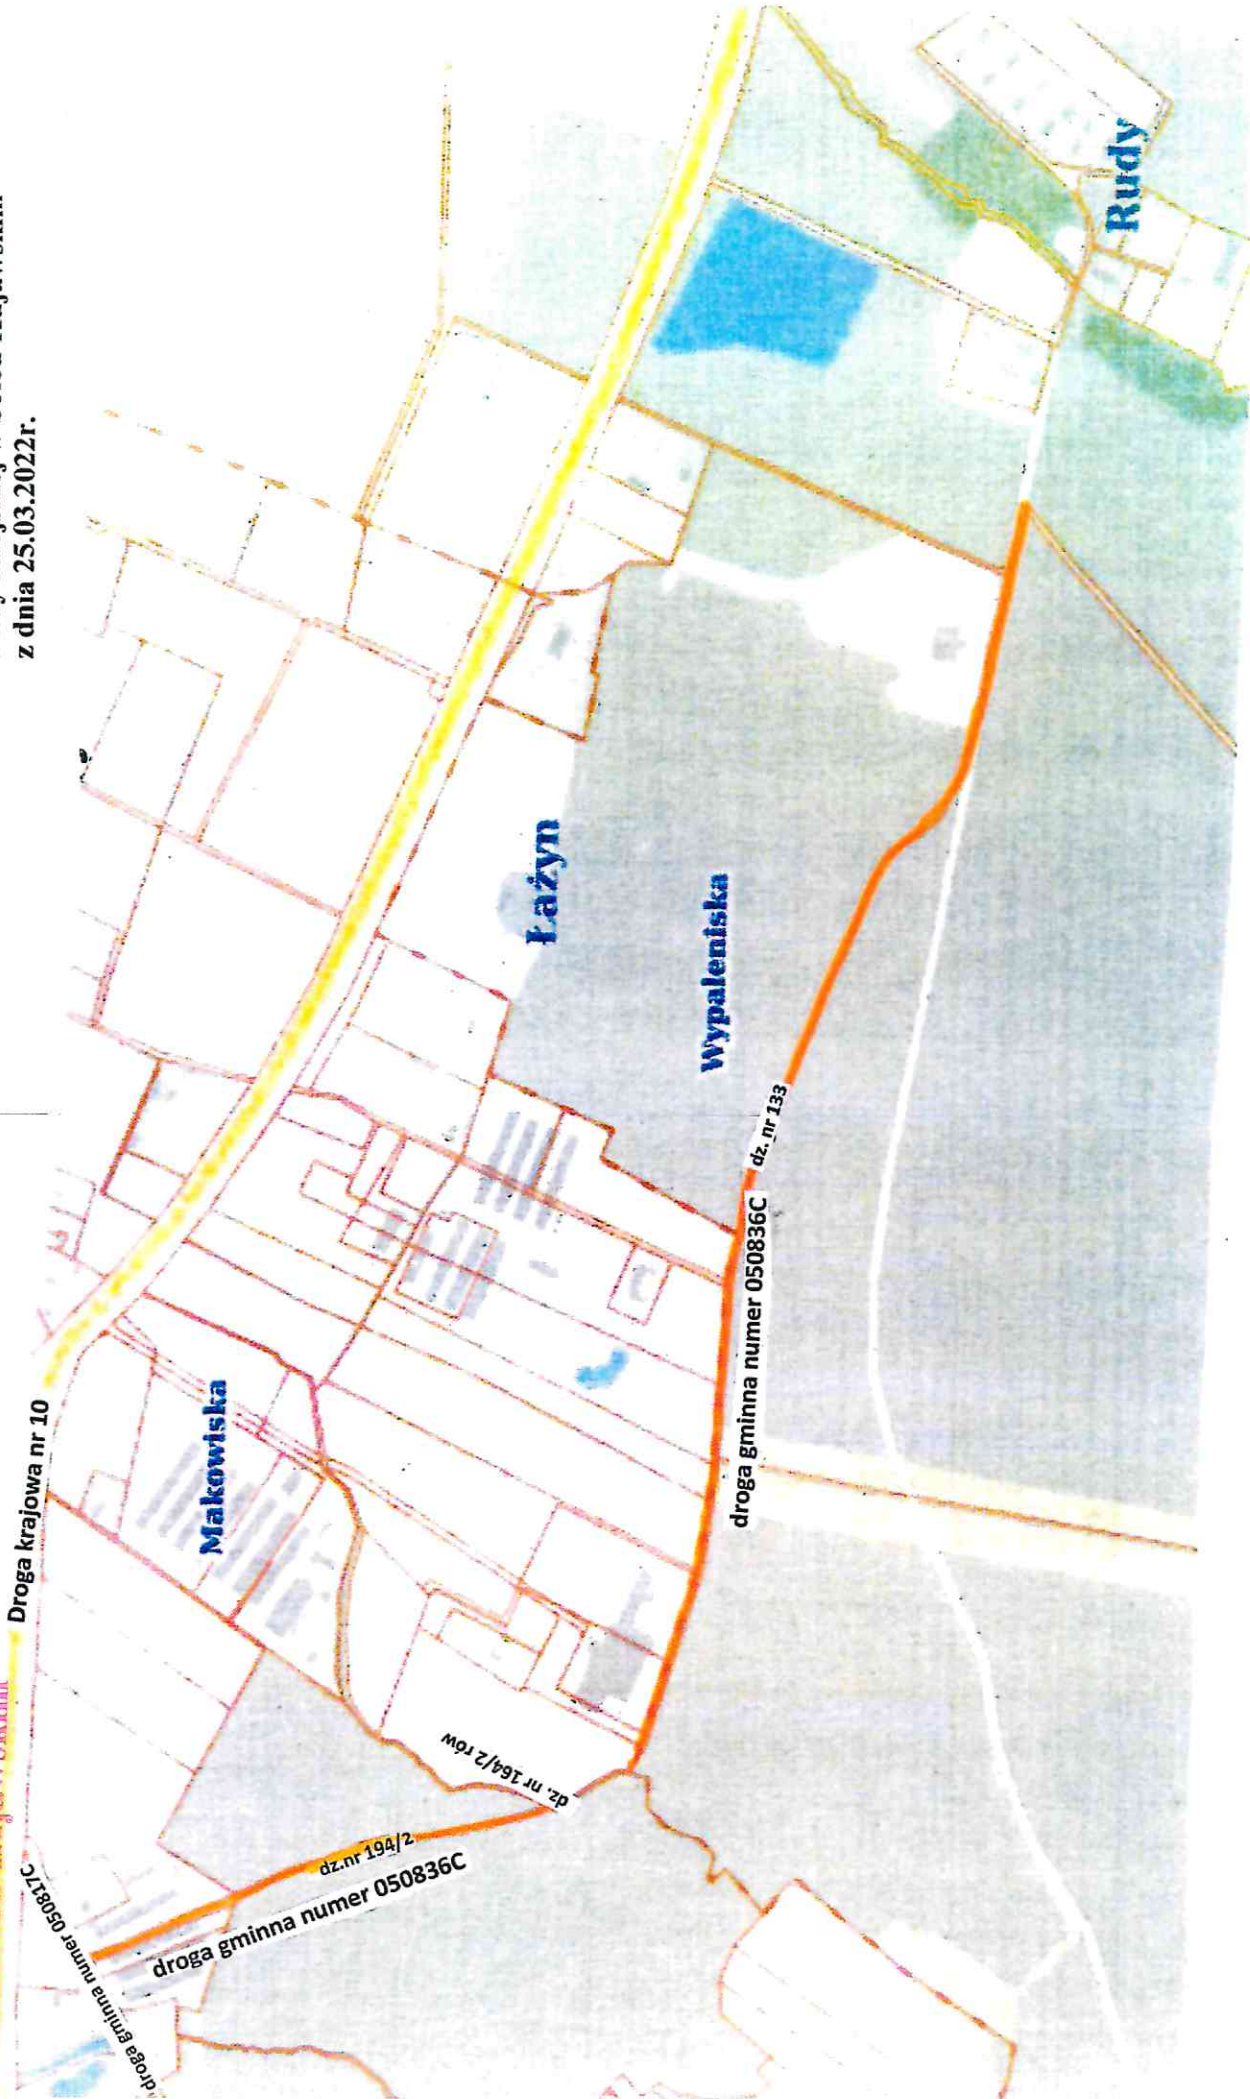 z dnia 25.03.2022r.
Droga krajowa nr 10
droga gminna numer 050817C
dz.nr 194/2
droga gminna numer 050836C
dz. nr 164/2 rów
Makowiska
Łażyn
Wypaleniska
dz. nr 133
droga gminna numer 050836C
Rudy